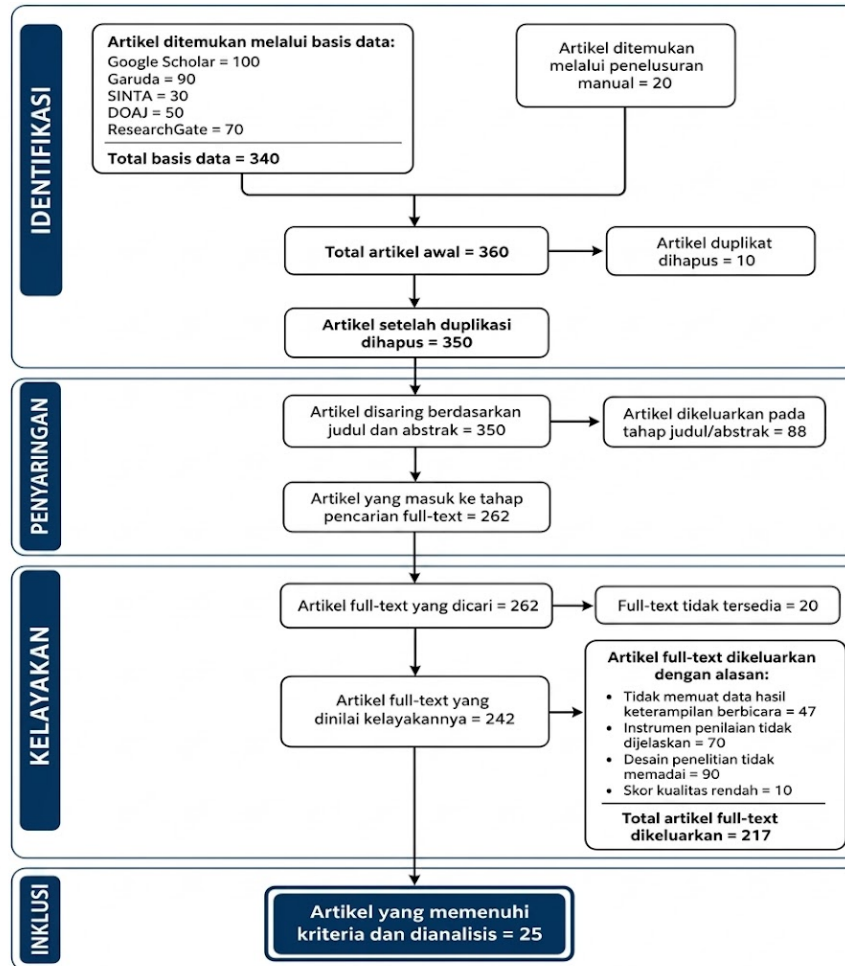 IDENTIFIKASI
Artikel ditemukan melalui basis data:
Google Scholar = 100
Garuda = 90
SINTA = 30
DOAJ = 50
ResearchGate = 70
Total basis data = 340
Artikel ditemukan
melalui penelusuran
manual = 20
Total artikel awal = 360
Artikel duplikat
dihapus = 10
Artikel setelah duplikasi
dihapus = 350
PENYARINGAN
Artikel disaring berdasarkan
judul dan abstrak = 350
Artikel dikeluarkan pada
tahap judul/abstrak = 88
Artikel yang masuk ke tahap
pencarian full-text = 262
KELAYAKAN
Artikel full-text yang dicari = 262
Full-text tidak tersedia = 20
Artikel full-text yang
dinilai kelayakannya = 242
Artikel full-text dikeluarkan
dengan alasan:
• Tidak memuat data hasil
keterampilan berbicara = 47
• Instrumen penilaian tidak
dijelaskan = 70
• Desain penelitian tidak
memadai = 90
• Skor kualitas rendah = 10
Total artikel full-text
dikeluarkan = 217
INKLUSI
Artikel yang memenuhi
kriteria dan dianalisis = 25